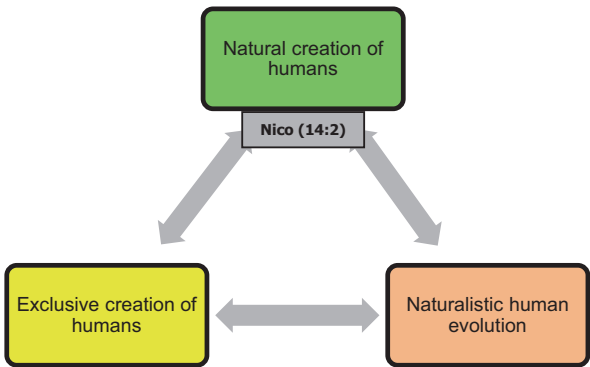 Natural creation of
humans
Nico (14:2)
Exclusive creation of
humans
Naturalistic human
evolution